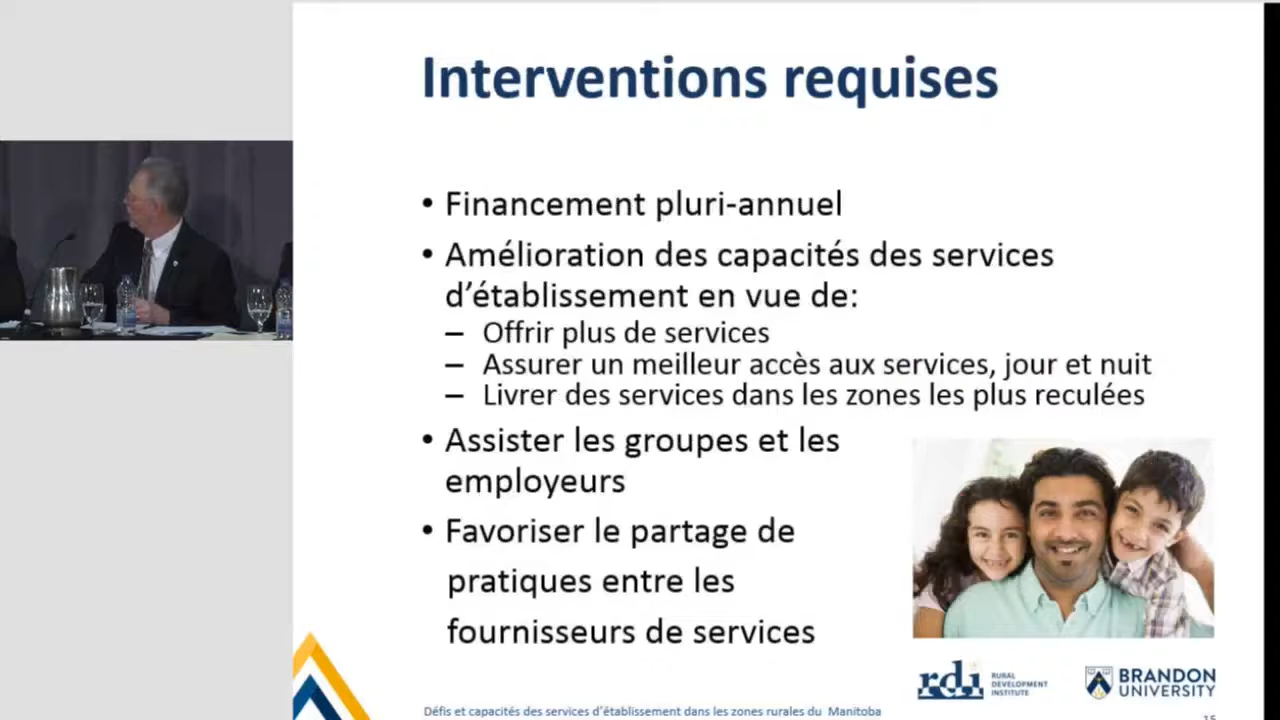 Interventions requises
• Financement pluri-annuel
• Amélioration des capacités des services
d'établissement en vue de:
– Offrir plus de services
– Assurer un meilleur accès aux services, jour et nuit
– Livrer des services dans les zones les plus reculées
• Assister les groupes et les
employeurs
• Favoriser le partage de
pratiques entre les
fournisseurs de services
rdi
RURAL
DEVELOPMENT
INSTITUTE
BRANDON
UNIVERSITY
Défis et capacités des services d'établissement dans les zones rurales du Manitoba